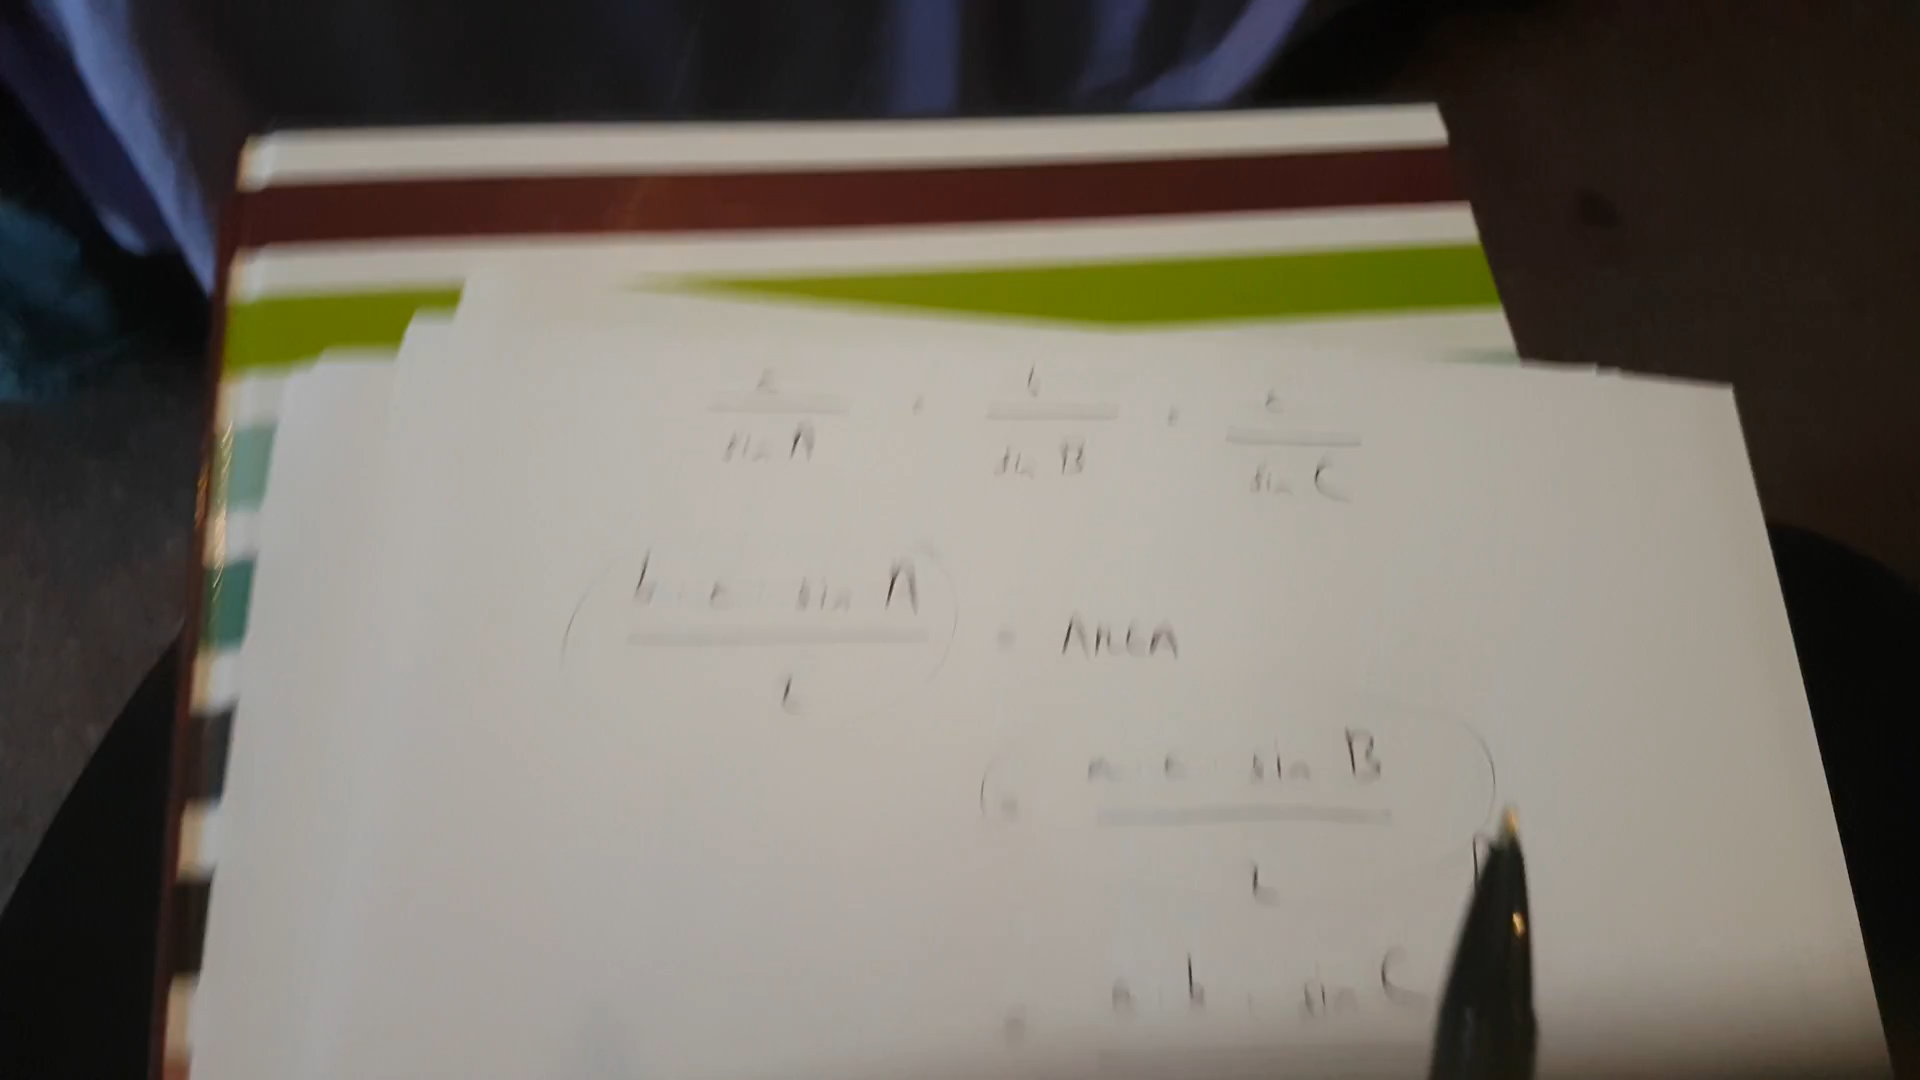 a / sin A = b / sin B = c / sin C
( b · c · sin A / 2 ) = AREA
( = a · c · sin B / 2 )
= a · b · sin C